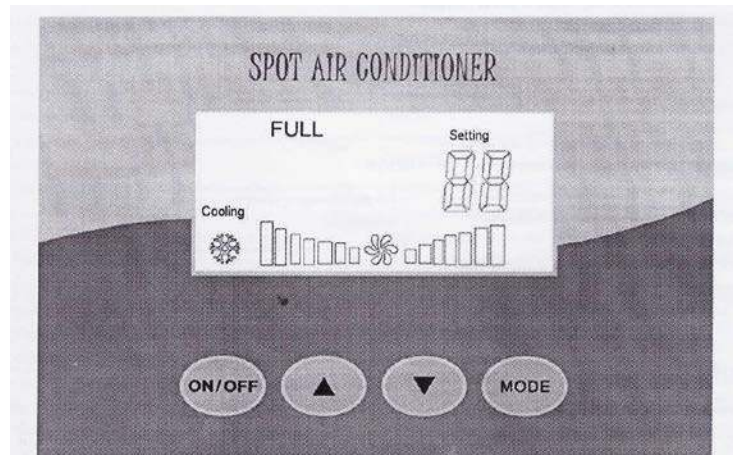 SPOT AIR CONDITIONER
FULL
Setting
88
Cooling
ON/OFF ▲ ▼ MODE